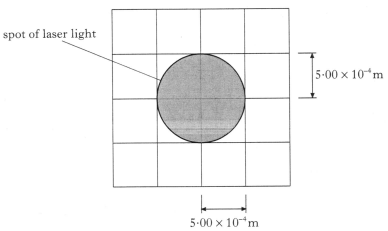 spot of laser light
5·00 × 10⁻⁴ m
5·00 × 10⁻⁴ m